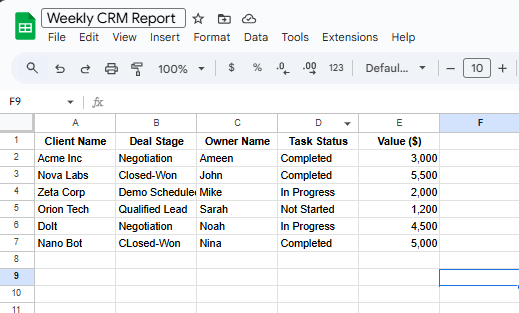 Weekly CRM Report
File Edit View Insert Format Data Tools Extensions Help
100% $ % .0 .00 123 Defaul... − 10 +
F9 fx
A B C D E F
1 Client Name Deal Stage Owner Name Task Status Value ($)
2 Acme Inc Negotiation Ameen Completed 3,000
3 Nova Labs Closed-Won John Completed 5,500
4 Zeta Corp Demo Schedule Mike In Progress 2,000
5 Orion Tech Qualified Lead Sarah Not Started 1,200
6 Dolt Negotiation Noah In Progress 4,500
7 Nano Bot CLosed-Won Nina Completed 5,000
8
9
10
11